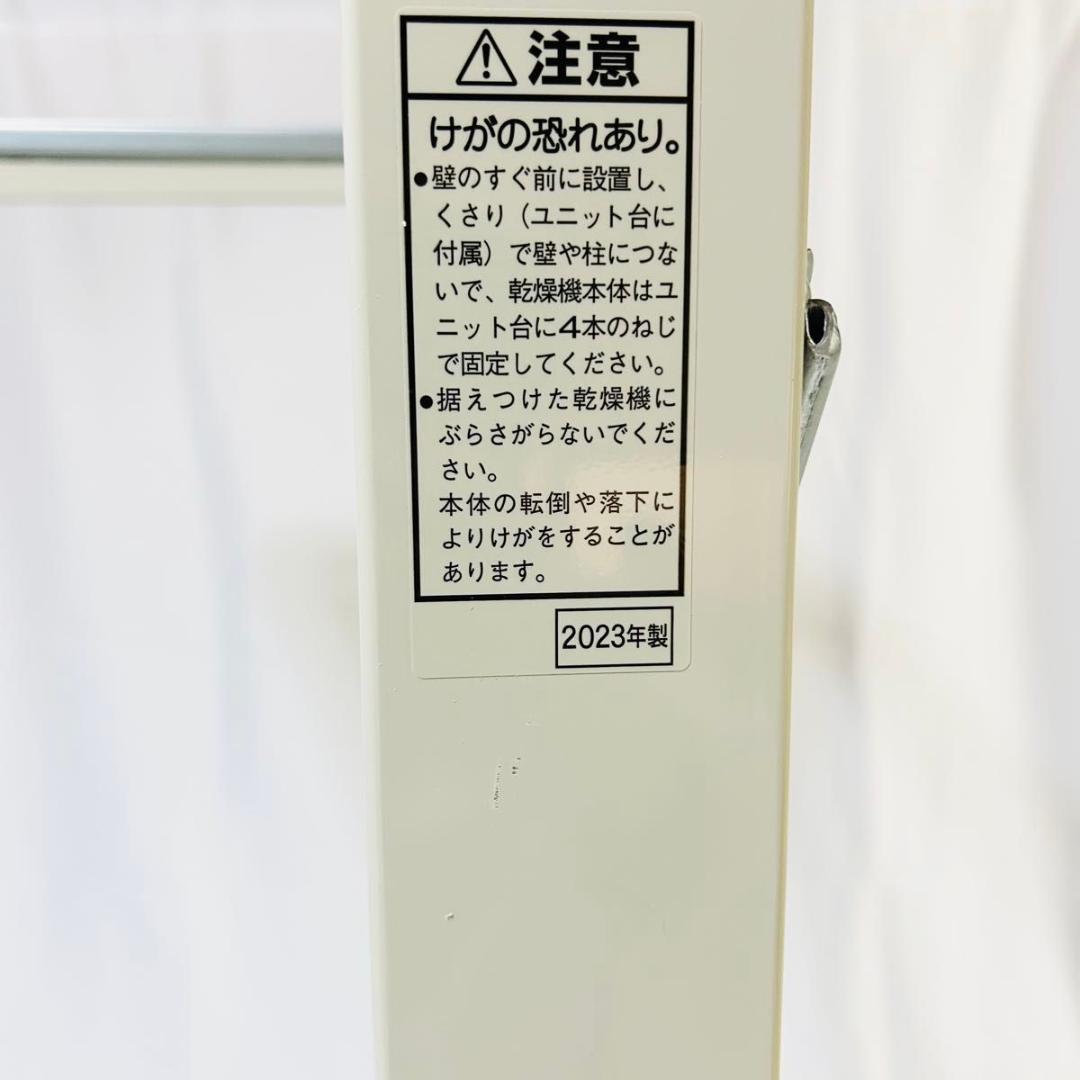 注意
けがの恐れあり。
●壁のすぐ前に設置し、
くさり（ユニット台に
付属）で壁や柱につな
いで、乾燥機本体はユ
ニット台に4本のねじ
で固定してください。
●据えつけた乾燥機に
ぶらさがらないでくだ
さい。
本体の転倒や落下に
よりけがをすることが
あります。
2023年製